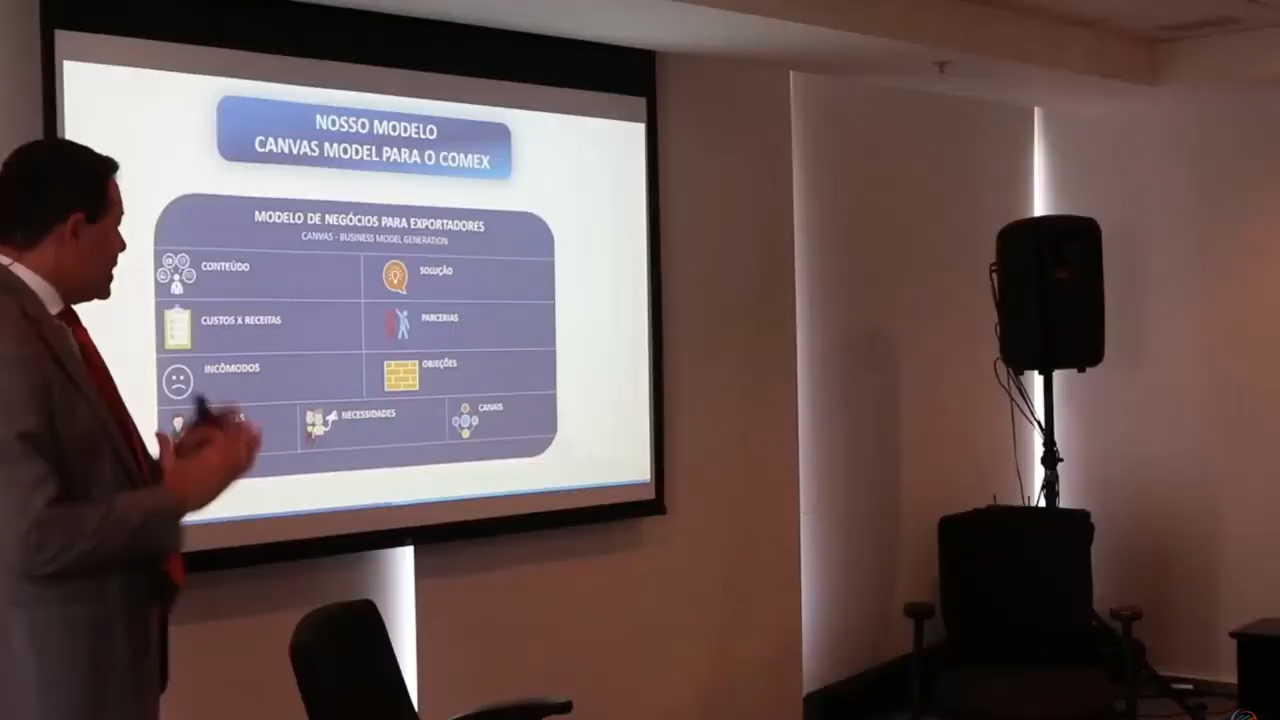 NOSSO MODELO
CANVAS MODEL PARA O COMEX
MODELO DE NEGÓCIOS PARA EXPORTADORES
CANVAS - BUSINESS MODEL GENERATION
CONTEÚDO
SOLUÇÃO
CUSTOS X RECEITAS
PARCERIAS
INCÔMODOS
OBJEÇÕES
NECESSIDADES
CANAIS